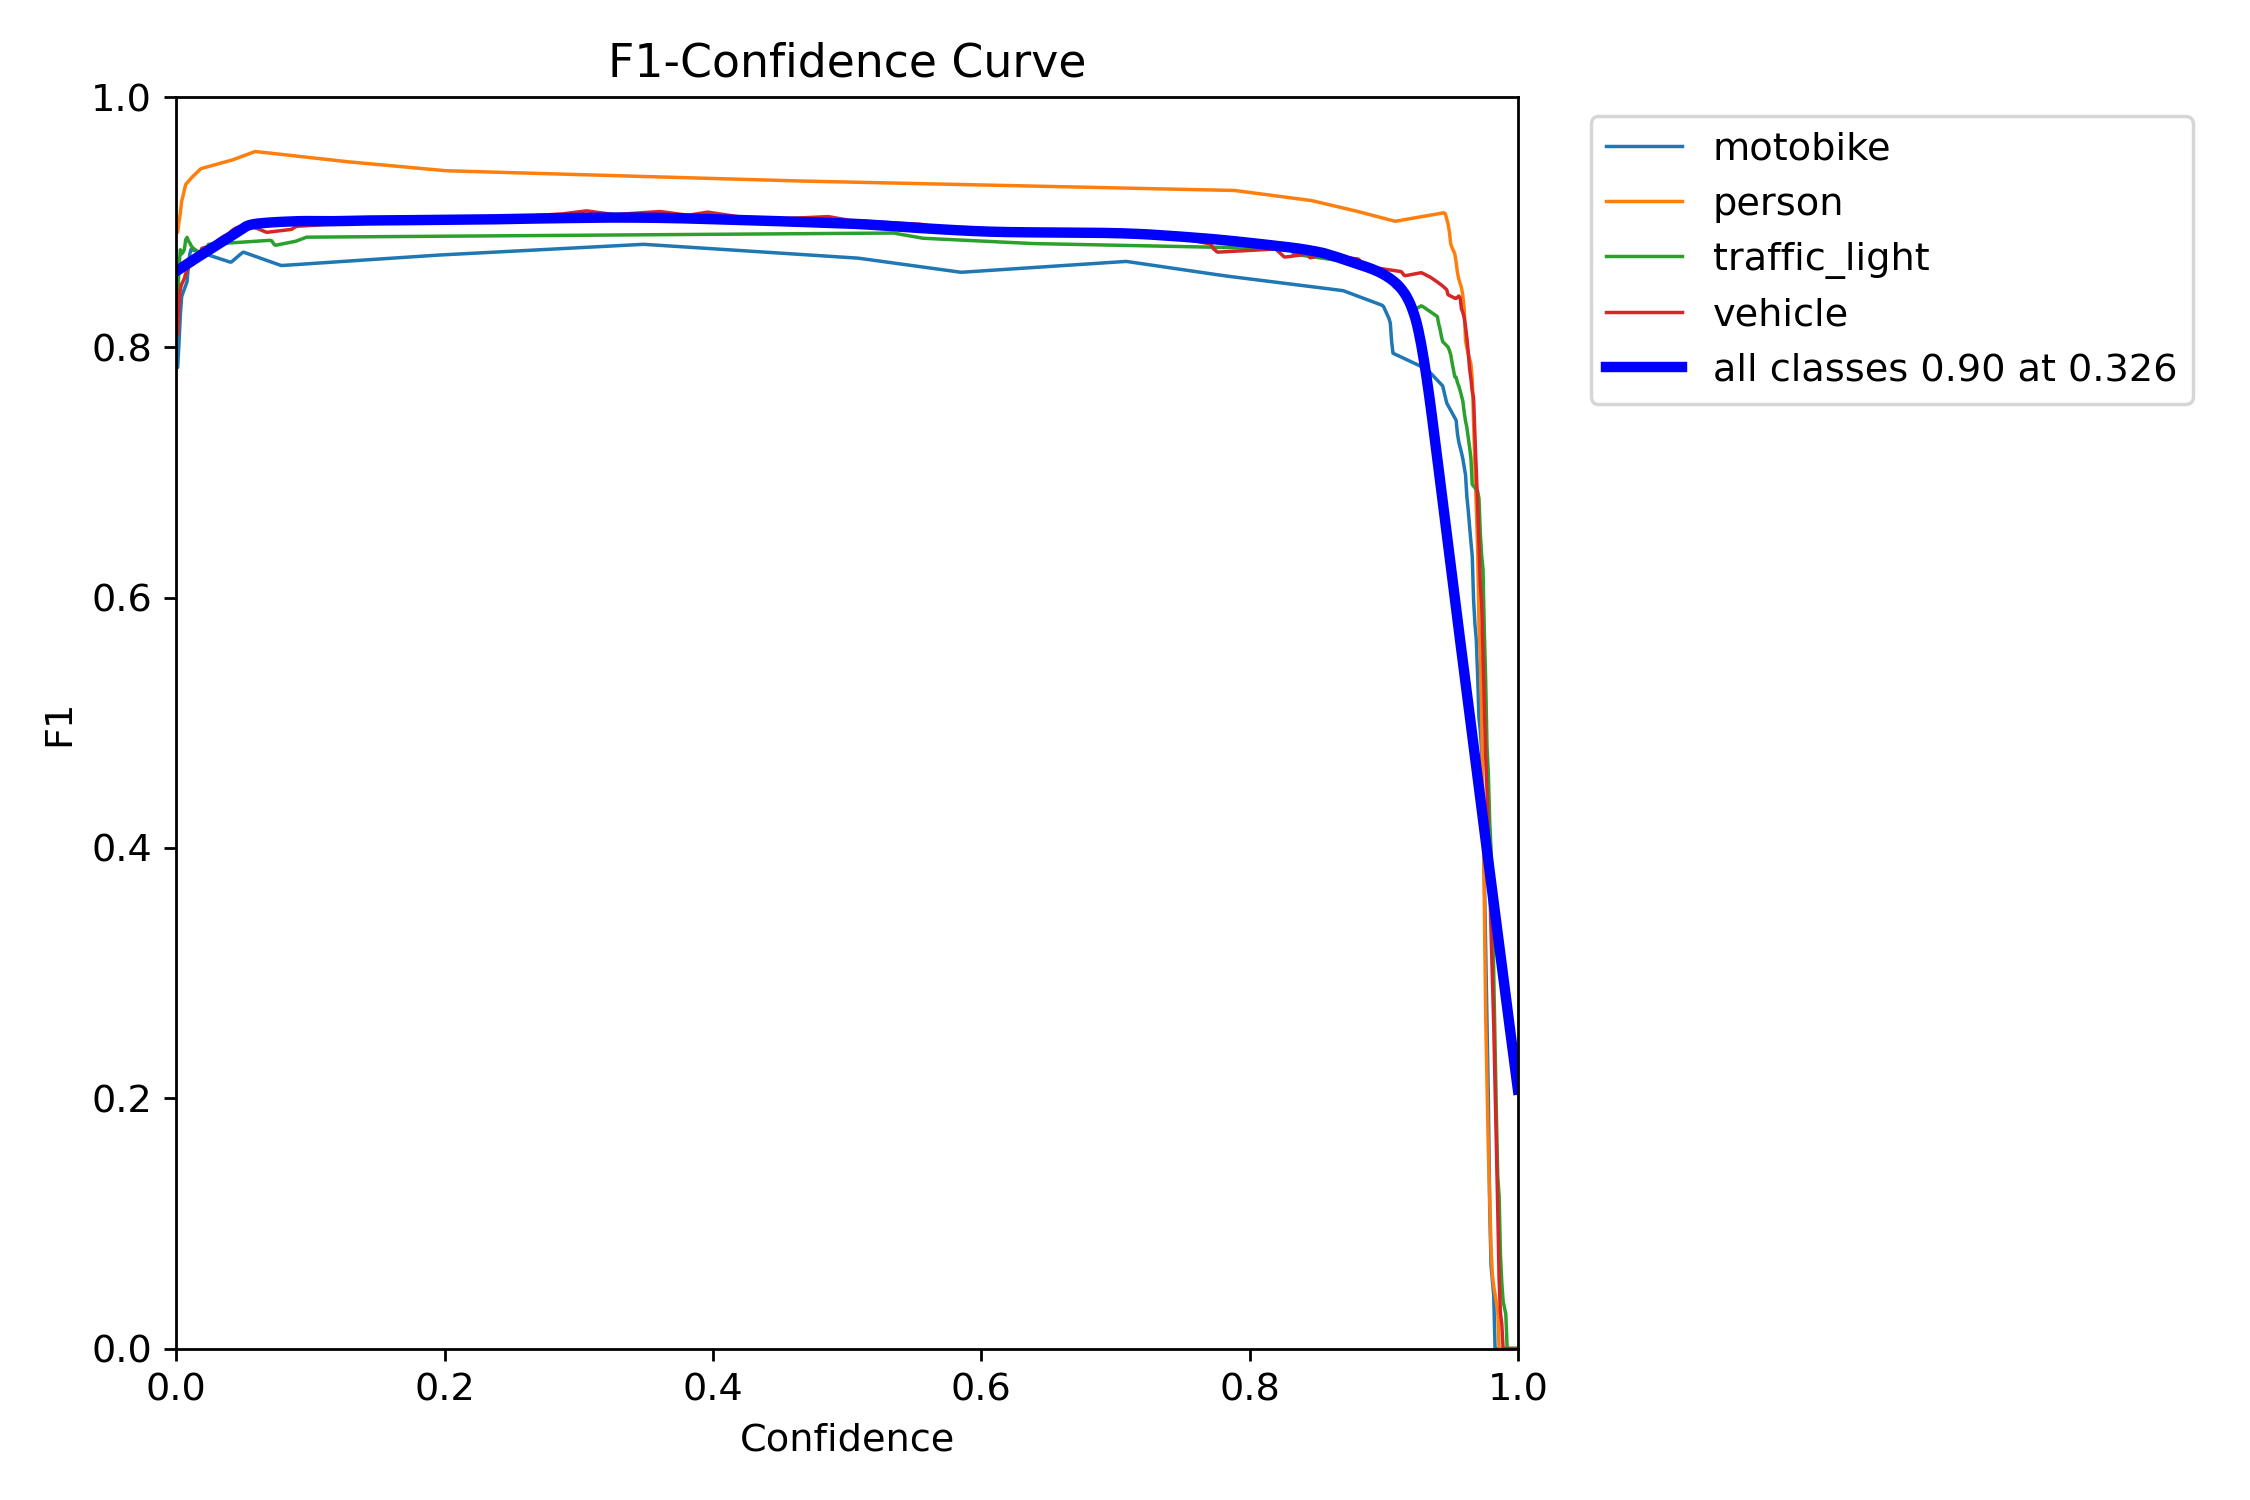 F1-Confidence Curve
1.0
0.8
0.6
0.4
0.2
0.0
F1
0.0 0.2 0.4 0.6 0.8 1.0
Confidence
motobike
person
traffic_light
vehicle
all classes 0.90 at 0.326